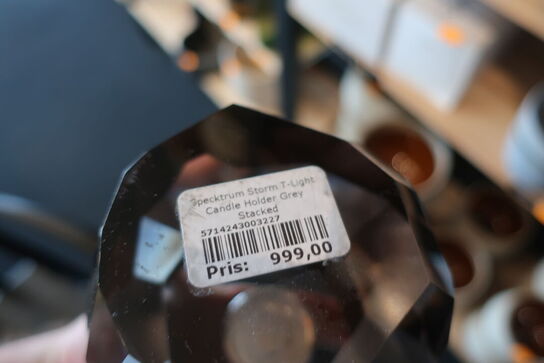 Specktrum Storm T-Light
Candle Holder Grey
Stacked
5714243003227
Pris: 999,00